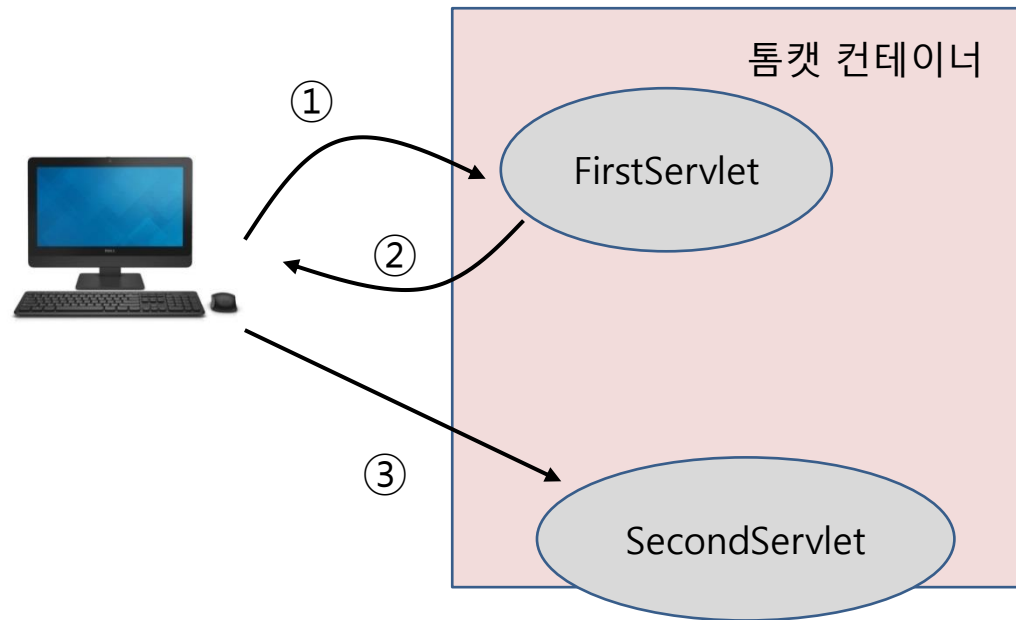 톰캣 컨테이너
①
FirstServlet
②
③
SecondServlet